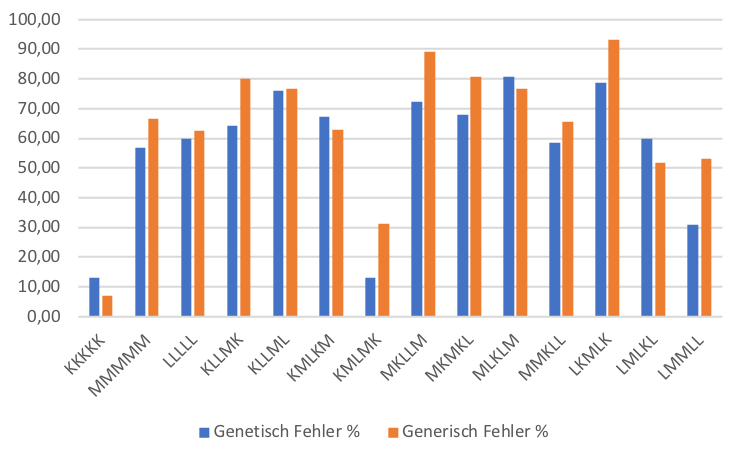 100,00
90,00
80,00
70,00
60,00
50,00
40,00
30,00
20,00
10,00
0,00
KKKKK
MMMMM
LLLLL
KLLMK
KLLML
KMLKM
KMLMK
MKLLM
MKMKL
MLKLM
MMKLL
LKMLK
LMLKL
LMMLL
Genetisch Fehler %
Generisch Fehler %